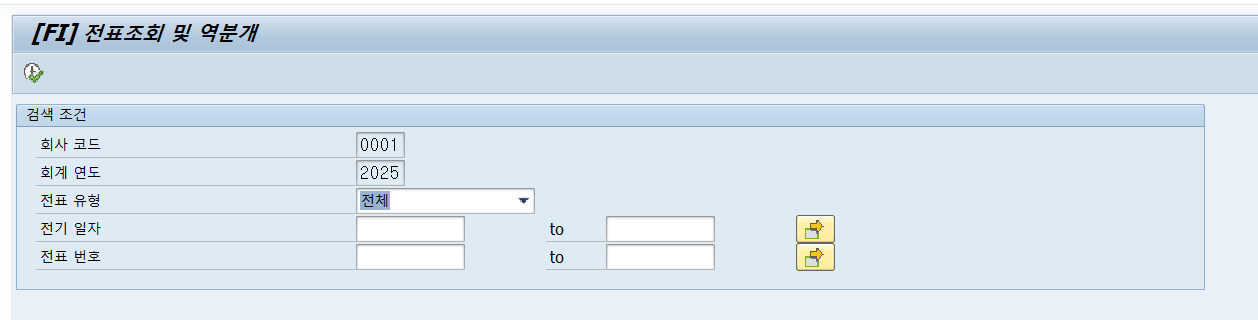 [FI] 전표조회 및 역분개
검색 조건
회사 코드 0001
회계 연도 2025
전표 유형 전체
전기 일자 to
전표 번호 to